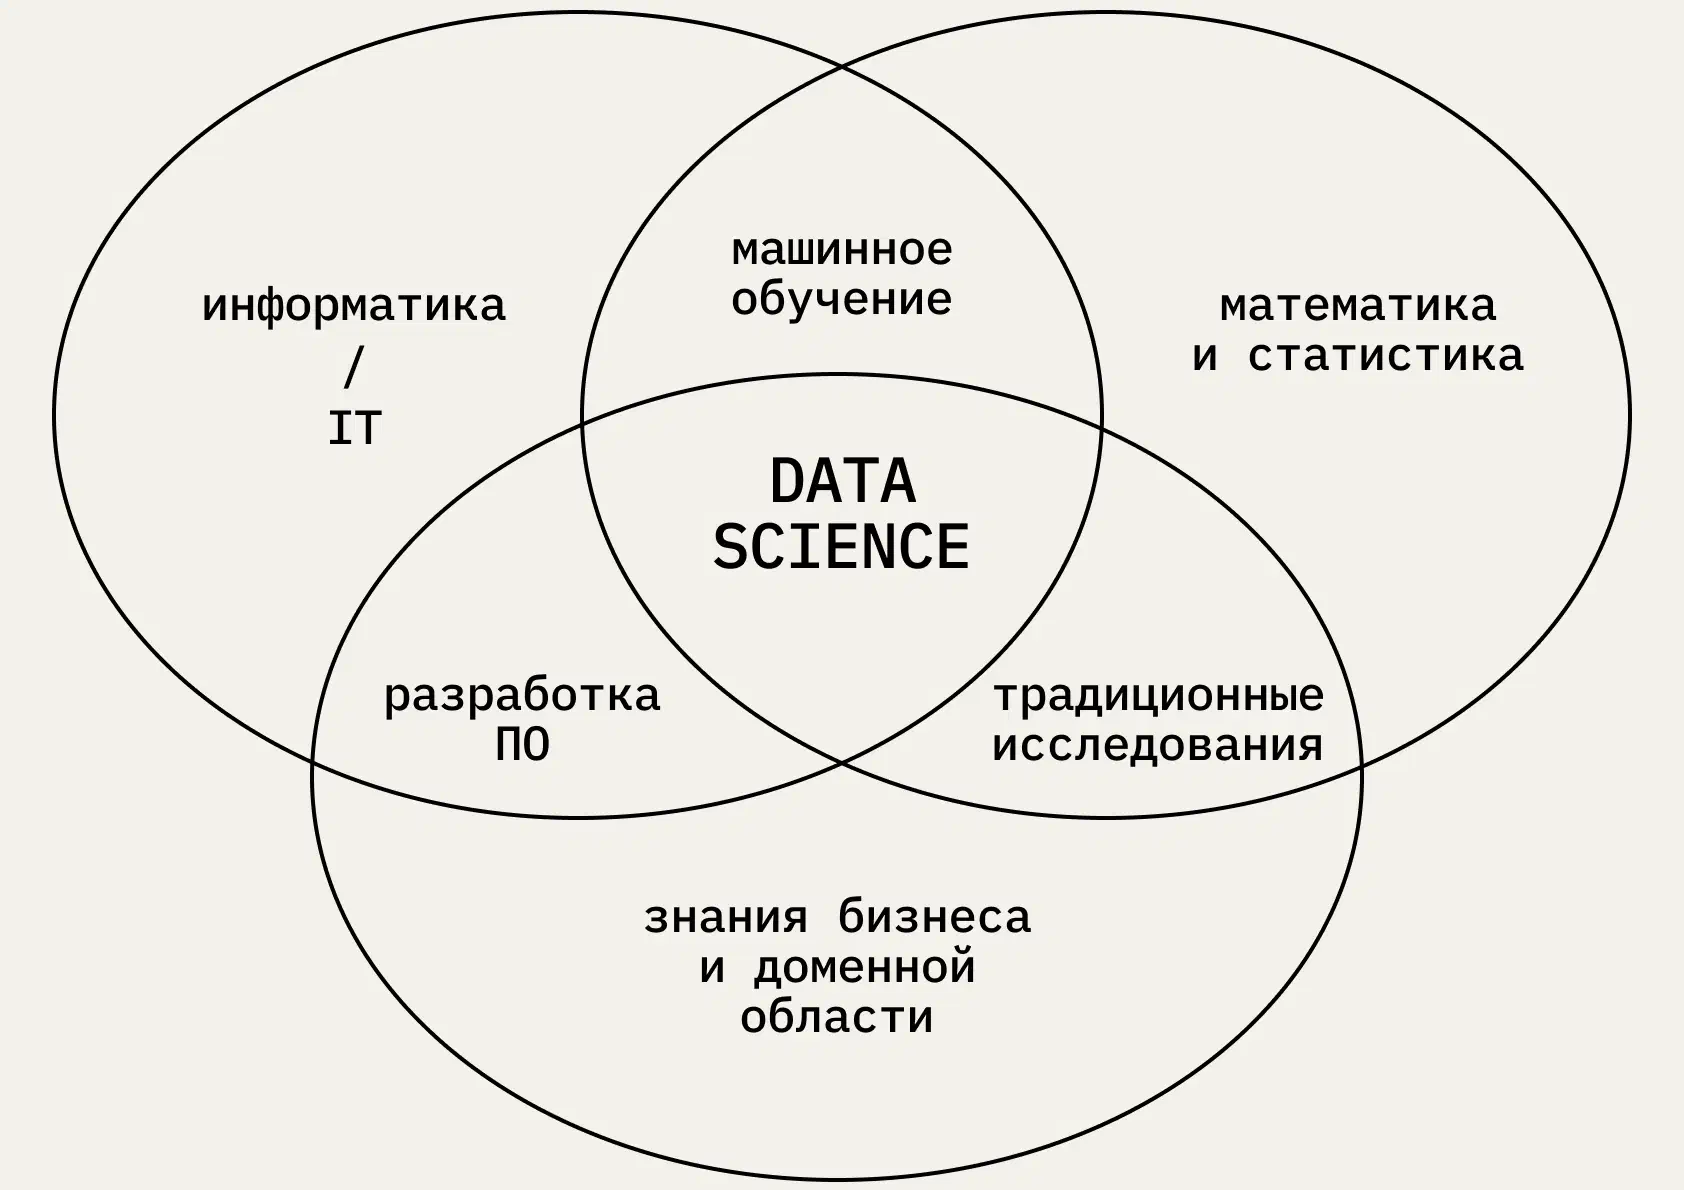 машинное
обучение
информатика
/
IT
математика
и статистика
DATA
SCIENCE
разработка
ПО
традиционные
исследования
знания бизнеса
и доменной
области